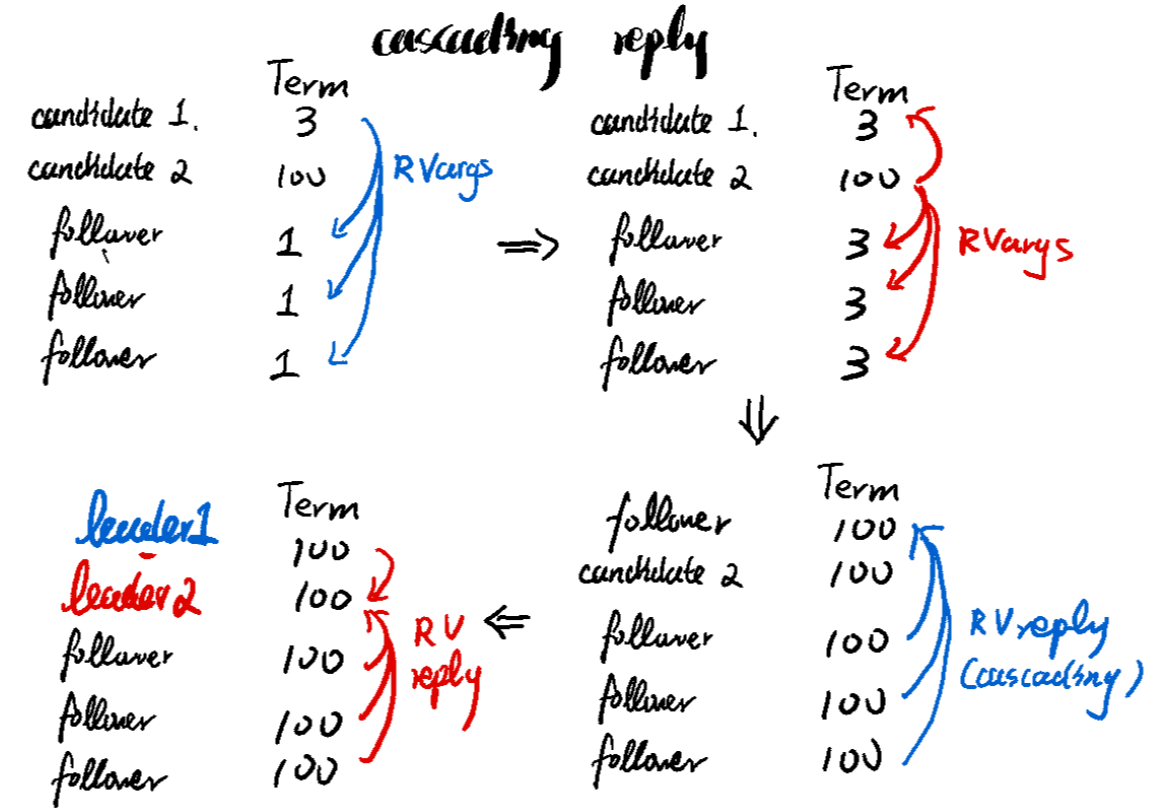 cascading reply
Term
candidate 1. 3
candidate 2 100
RVargs
follower 1
follower 1
follower 1
Term
candidate 1. 3
candidate 2 100
follower 3
RVargs
follower 3
follower 3
Term
leader1 100
leader2 100
follower 100
RV
reply
follower 100
follower 100
Term
follower 100
candidate 2 100
follower 100
RVreply
(cascading)
follower 100
follower 100